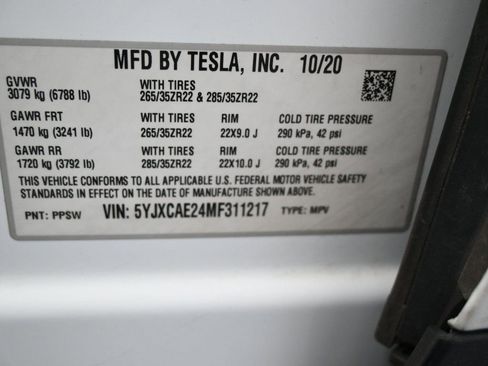 MFD BY TESLA, INC. 10/20
GVWR WITH TIRES
3079 kg (6788 lb) 265/35ZR22 & 285/35ZR22
GAWR FRT WITH TIRES RIM COLD TIRE PRESSURE
1470 kg (3241 lb) 265/35ZR22 22X9.0 J 290 kPa, 42 psi
GAWR RR WITH TIRES RIM COLD TIRE PRESSURE
1720 kg (3792 lb) 285/35ZR22 22X10.0 J 290 kPa, 42 psi
THIS VEHICLE CONFORMS TO ALL APPLICABLE U.S. FEDERAL MOTOR VEHICLE SAFETY
STANDARDS IN EFFECT ON THE DATE OF MANUFACTURE SHOWN ABOVE.
PNT: PPSW VIN: 5YJXCAE24MF311217 TYPE: MPV